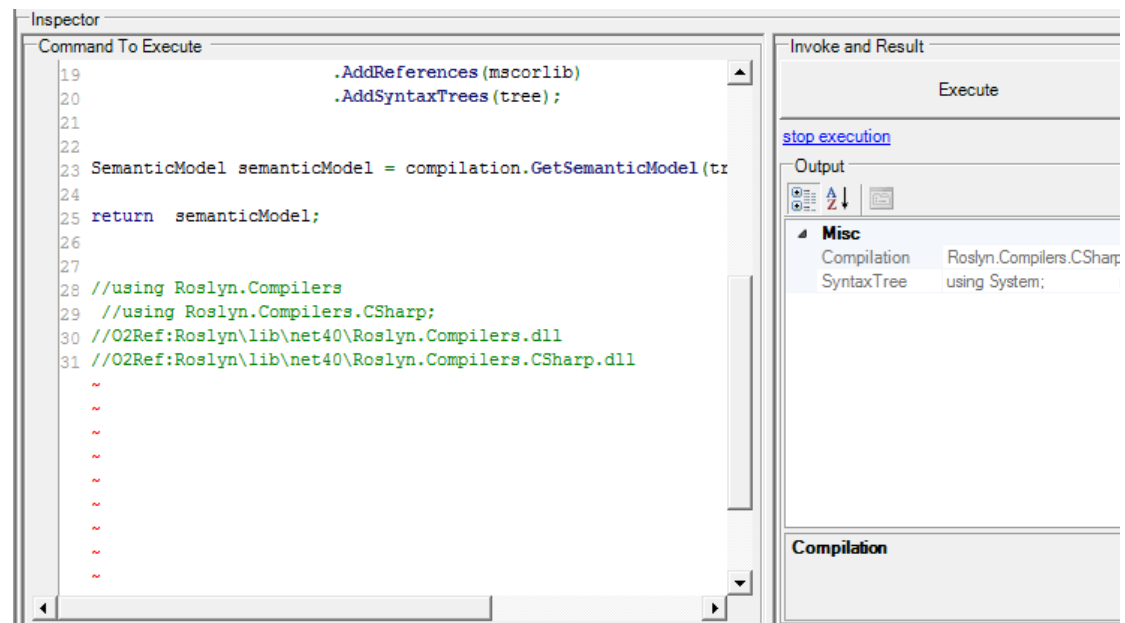 Inspector
Command To Execute
19 .AddReferences(mscorlib)
20 .AddSyntaxTrees(tree);
21
22
23 SemanticModel semanticModel = compilation.GetSemanticModel(tr
24
25 return  semanticModel;
26
27
28 //using Roslyn.Compilers
29  //using Roslyn.Compilers.CSharp;
30 //O2Ref:Roslyn\lib\net40\Roslyn.Compilers.dll
31 //O2Ref:Roslyn\lib\net40\Roslyn.Compilers.CSharp.dll
~
~
~
~
~
~
~
~
~
Invoke and Result
Execute
stop execution
Output
Misc
Compilation Roslyn.Compilers.CSharp
SyntaxTree using System;
Compilation